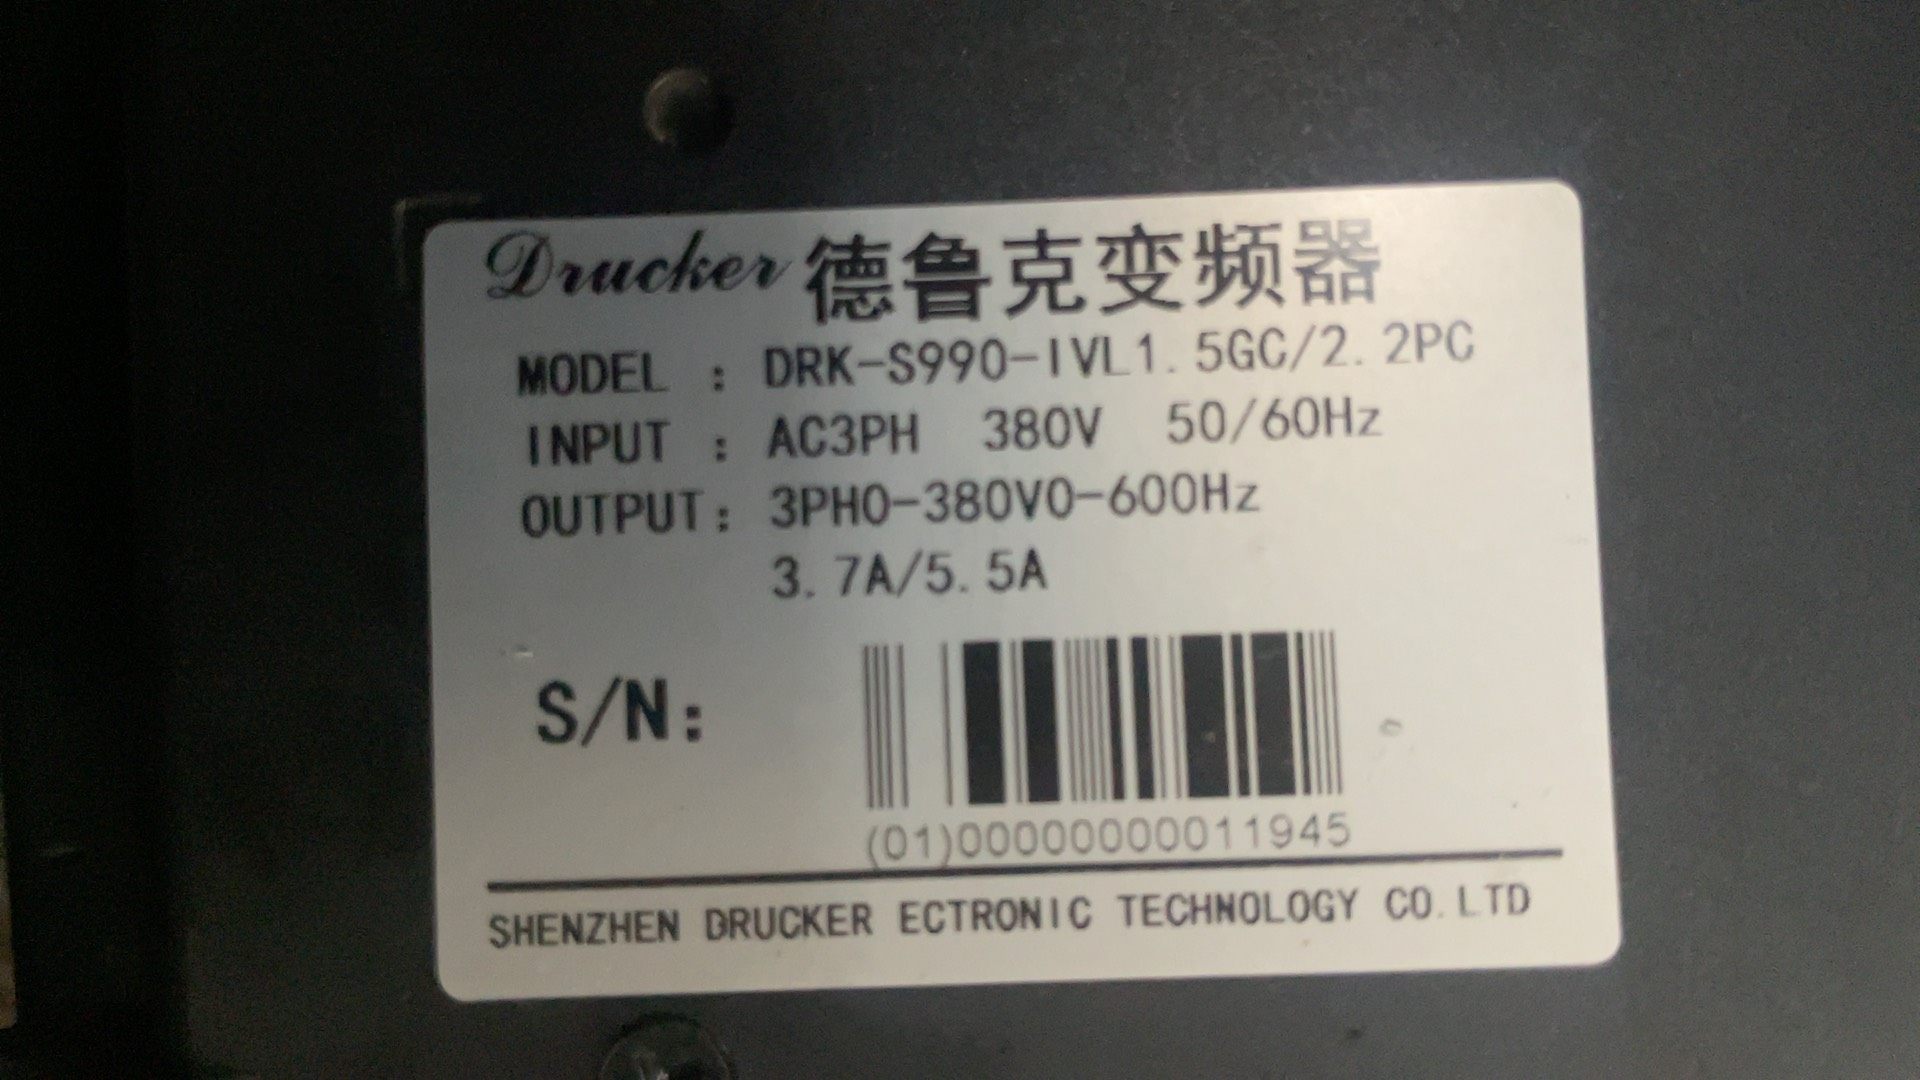 Drucker 德鲁克变频器
MODEL : DRK-S990-IVL1.5GC/2.2PC
INPUT : AC3PH 380V 50/60Hz
OUTPUT: 3PH0-380V0-600Hz
3.7A/5.5A
S/N:
(01)00000000011945
SHENZHEN DRUCKER ECTRONIC TECHNOLOGY CO.LTD